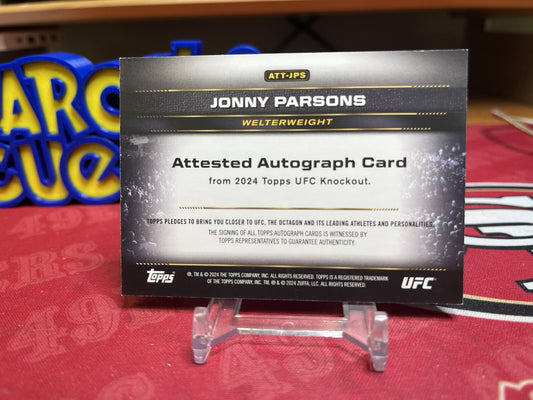 ATT-JPS
JONNY PARSONS
WELTERWEIGHT
Attested Autograph Card
from 2024 Topps UFC Knockout.
TOPPS PLEDGES TO BRING YOU CLOSER TO UFC, THE OCTAGON AND ITS LEADING ATHLETES AND PERSONALITIES.
THE SIGNING OF ALL TOPPS AUTOGRAPH CARDS IS WITNESSED BY
TOPPS REPRESENTATIVES TO GUARANTEE AUTHENTICITY.
Topps
®, TM & © 2024 THE TOPPS COMPANY, INC. ALL RIGHTS RESERVED. TOPPS IS A REGISTERED TRADEMARK
OF THE TOPPS COMPANY, INC. TM, ® & © 2024 ZUFFA, LLC. ALL RIGHTS RESERVED.
UFC
49ERS